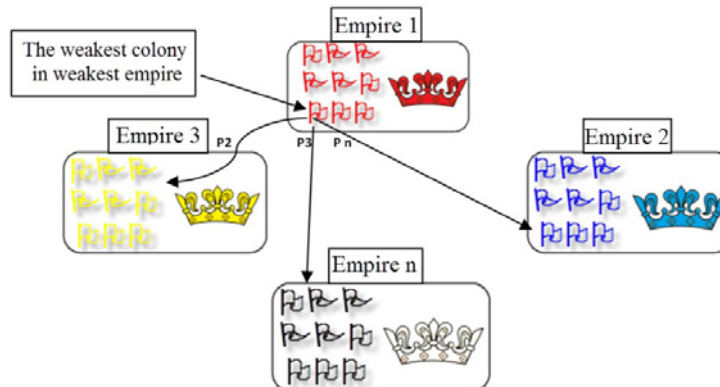 Empire 1
The weakest colony
in weakest empire
Empire 3
P2
P3
P n
Empire 2
Empire n